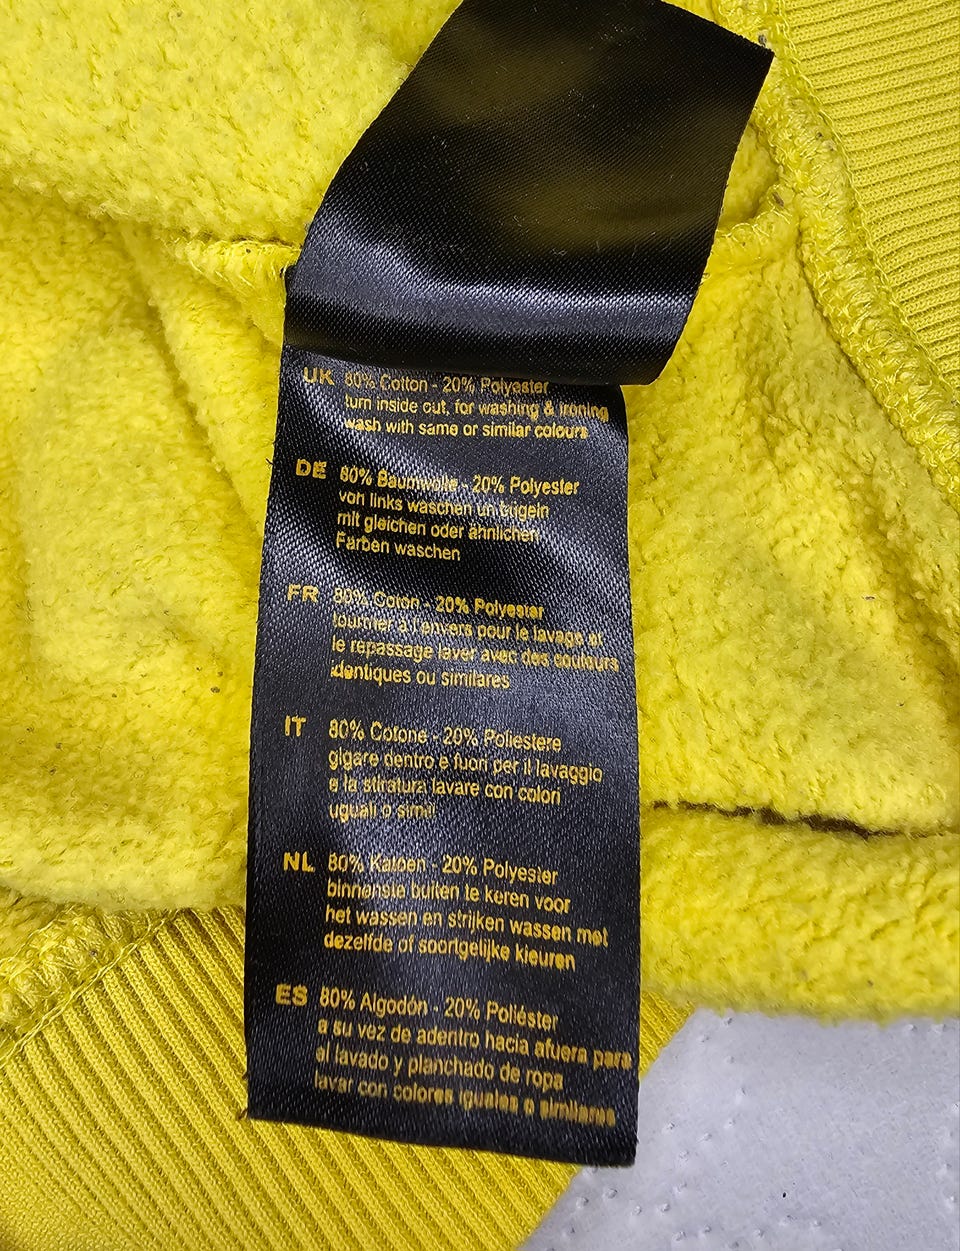 UK 80% Cotton - 20% Polyester
turn inside out, for washing & ironing
wash with same or similar colours
DE 80% Baumwolle - 20% Polyester
von links waschen un bügeln
mit gleichen oder ähnlichen
Farben waschen
FR 80% Coton - 20% Polyester
tournier à l'envers pour le lavage et
le repassage laver avec des couleurs
identiques ou similares
IT 80% Cotone - 20% Poliestere
gigare dentro e fuori per il lavaggio
e la stiratura lavare con colori
uguali o simili
NL 80% Katoen - 20% Polyester
binnenste buiten te keren voor
het wassen en strijken wassen met
dezelfde of soortgelijke kleuren
ES 80% Algodón - 20% Poliéster
a su vez de adentro hacia afuera para
el lavado y planchado de ropa
lavar con colores iguales o similares